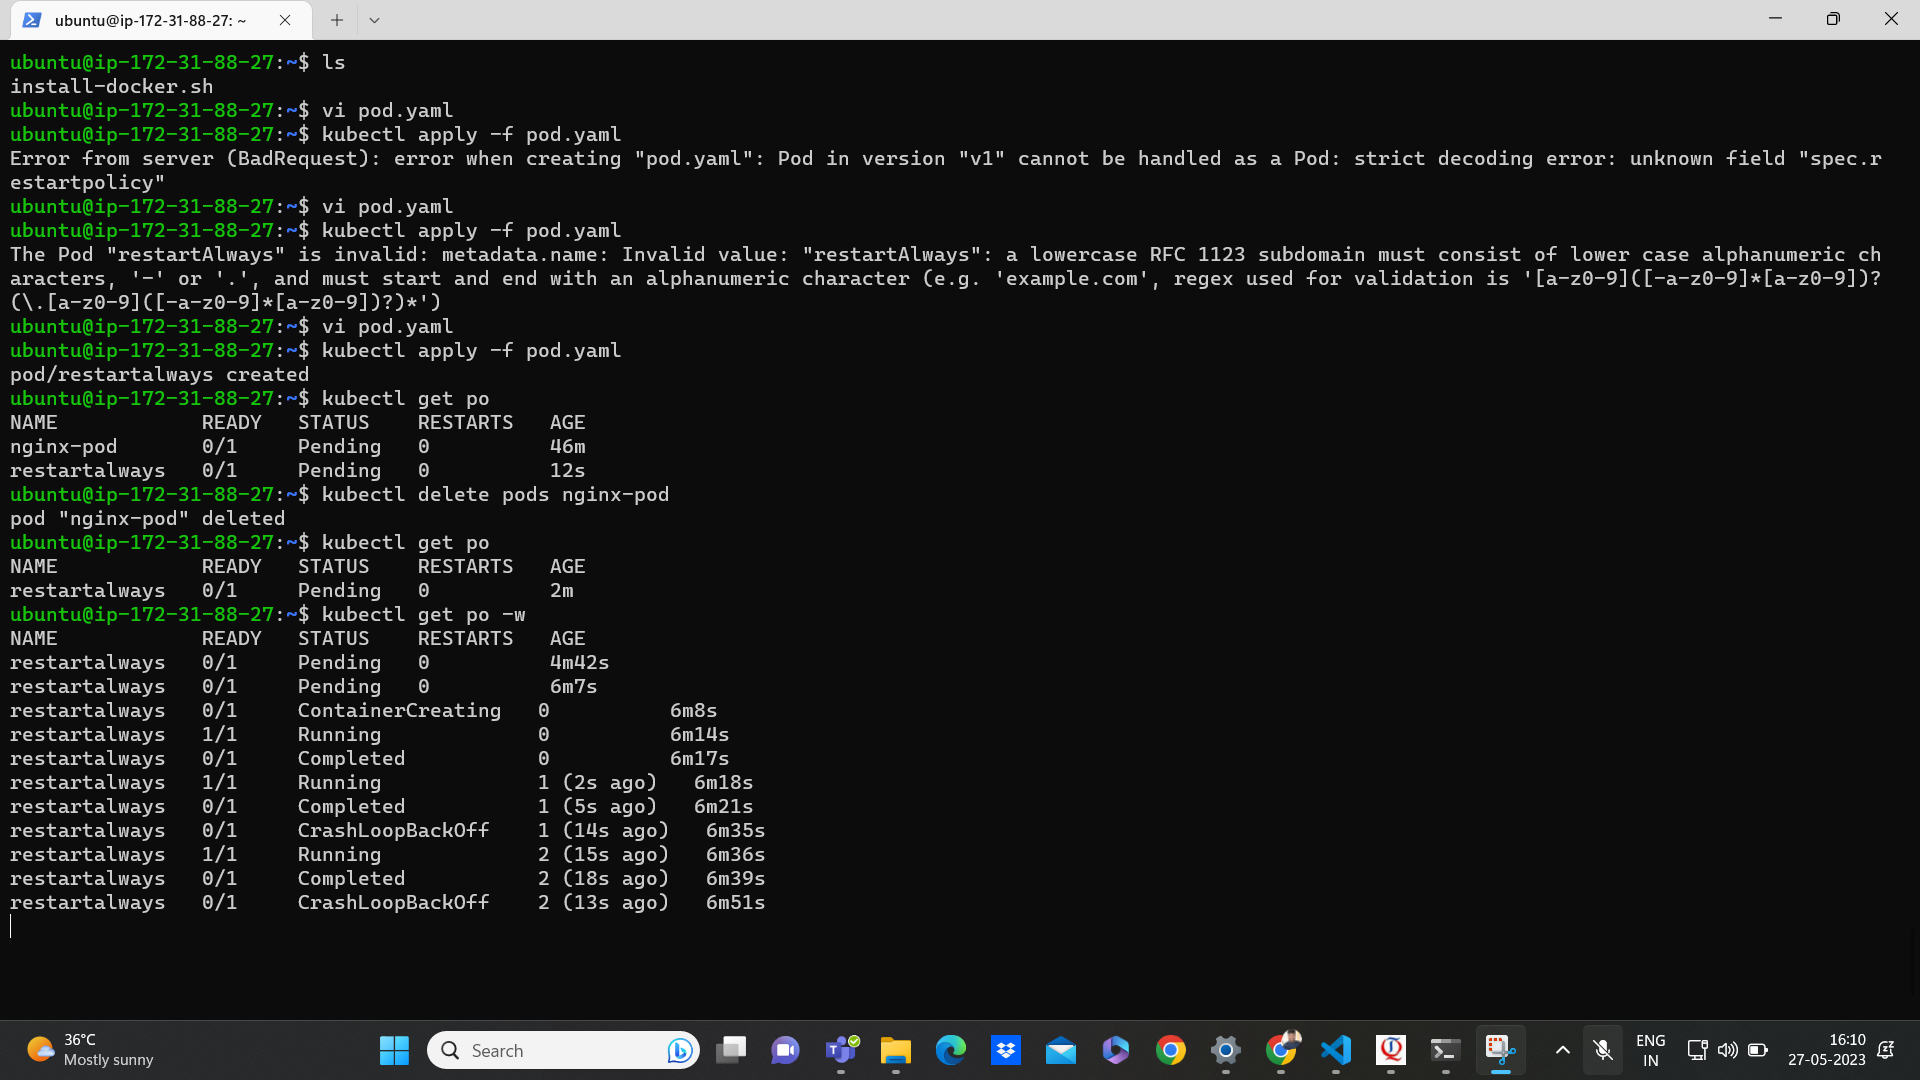 ubuntu@ip-172-31-88-27: ~
ubuntu@ip-172-31-88-27:~$ ls
install-docker.sh
ubuntu@ip-172-31-88-27:~$ vi pod.yaml
ubuntu@ip-172-31-88-27:~$ kubectl apply -f pod.yaml
Error from server (BadRequest): error when creating "pod.yaml": Pod in version "v1" cannot be handled as a Pod: strict decoding error: unknown field "spec.r
estartpolicy"
ubuntu@ip-172-31-88-27:~$ vi pod.yaml
ubuntu@ip-172-31-88-27:~$ kubectl apply -f pod.yaml
The Pod "restartAlways" is invalid: metadata.name: Invalid value: "restartAlways": a lowercase RFC 1123 subdomain must consist of lower case alphanumeric ch
aracters, '-' or '.', and must start and end with an alphanumeric character (e.g. 'example.com', regex used for validation is '[a-z0-9]([-a-z0-9]*[a-z0-9])?
(\.[a-z0-9]([-a-z0-9]*[a-z0-9])?)*')
ubuntu@ip-172-31-88-27:~$ vi pod.yaml
ubuntu@ip-172-31-88-27:~$ kubectl apply -f pod.yaml
pod/restartalways created
ubuntu@ip-172-31-88-27:~$ kubectl get po
NAME            READY   STATUS    RESTARTS   AGE
nginx-pod       0/1     Pending   0          46m
restartalways   0/1     Pending   0          12s
ubuntu@ip-172-31-88-27:~$ kubectl delete pods nginx-pod
pod "nginx-pod" deleted
ubuntu@ip-172-31-88-27:~$ kubectl get po
NAME            READY   STATUS    RESTARTS   AGE
restartalways   0/1     Pending   0          2m
ubuntu@ip-172-31-88-27:~$ kubectl get po -w
NAME            READY   STATUS    RESTARTS   AGE
restartalways   0/1     Pending   0          4m42s
restartalways   0/1     Pending   0          6m7s
restartalways   0/1     ContainerCreating   0          6m8s
restartalways   1/1     Running             0          6m14s
restartalways   0/1     Completed           0          6m17s
restartalways   1/1     Running             1 (2s ago)   6m18s
restartalways   0/1     Completed           1 (5s ago)   6m21s
restartalways   0/1     CrashLoopBackOff    1 (14s ago)   6m35s
restartalways   1/1     Running             2 (15s ago)   6m36s
restartalways   0/1     Completed           2 (18s ago)   6m39s
restartalways   0/1     CrashLoopBackOff    2 (13s ago)   6m51s
36°C
Mostly sunny
Search
ENG
IN
16:10
27-05-2023